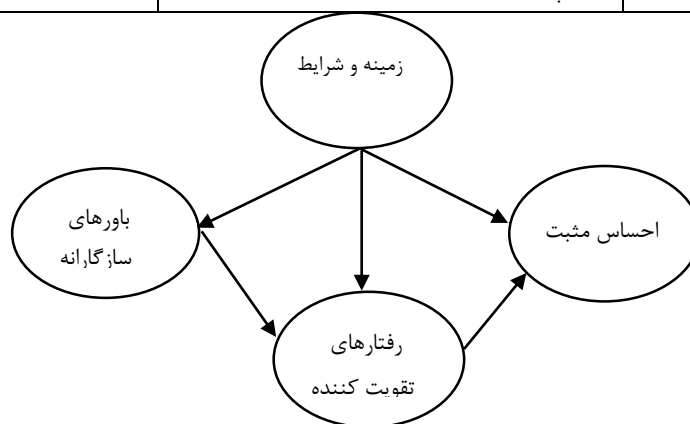 زمینه و شرایط
باورهای
سازگارانه
احساس مثبت
رفتارهای
تقویت کننده